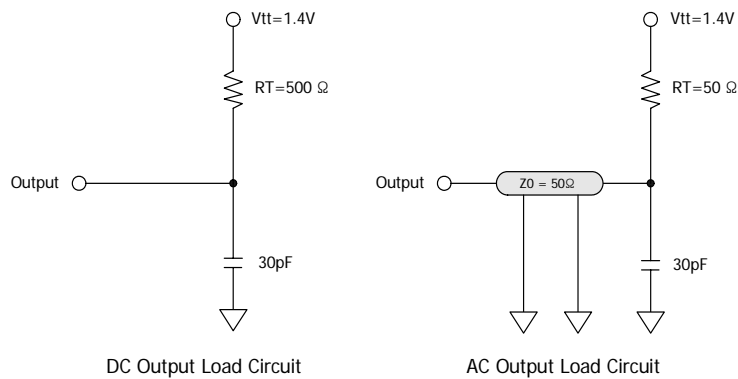 Vtt=1.4V
RT=500 Ω
Output
30pF
DC Output Load Circuit
Vtt=1.4V
RT=50 Ω
Output
Z0 = 50Ω
30pF
AC Output Load Circuit